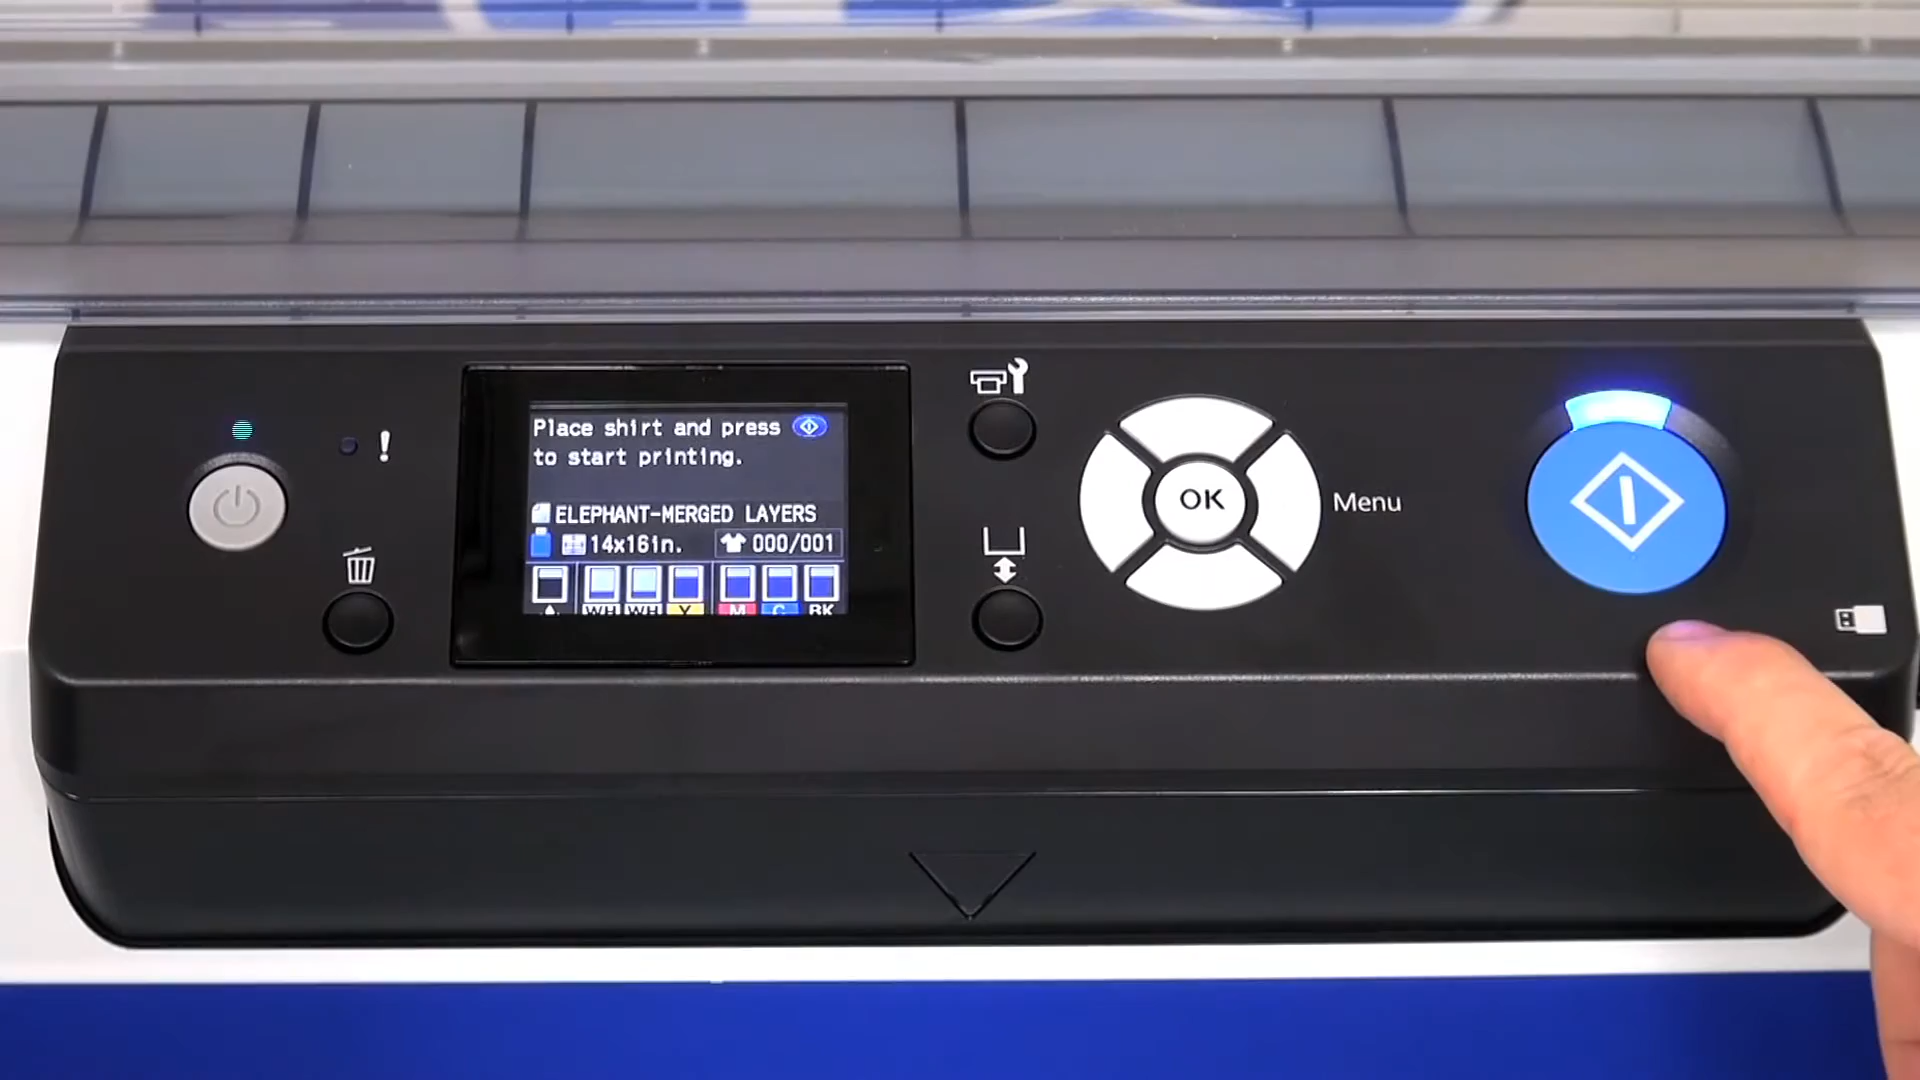 Place shirt and press
to start printing.
ELEPHANT-MERGED LAYERS
14x16in. 000/001
WH WH Y M C BK
OK
Menu